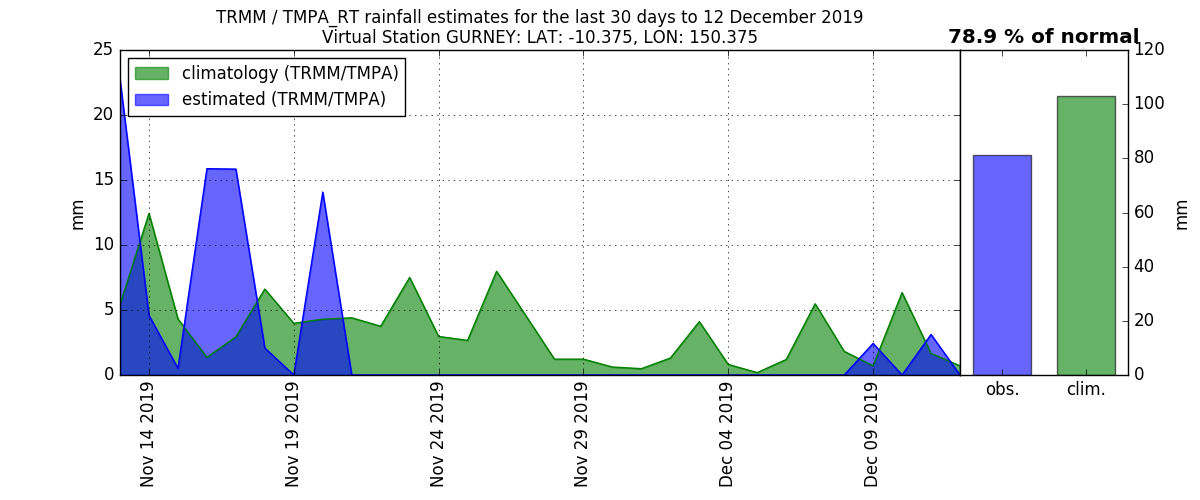 TRMM / TMPA_RT rainfall estimates for the last 30 days to 12 December 2019
Virtual Station GURNEY: LAT: -10.375, LON: 150.375
78.9 % of normal
climatology (TRMM/TMPA)
estimated (TRMM/TMPA)
25
20
15
10
5
0
mm
Nov 14 2019
Nov 19 2019
Nov 24 2019
Nov 29 2019
Dec 04 2019
Dec 09 2019
obs.
clim.
120
100
80
60
40
20
0
mm